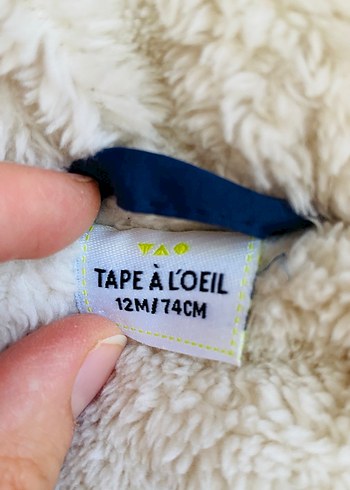 TAO
TAPE À L'OEIL
12M/74CM